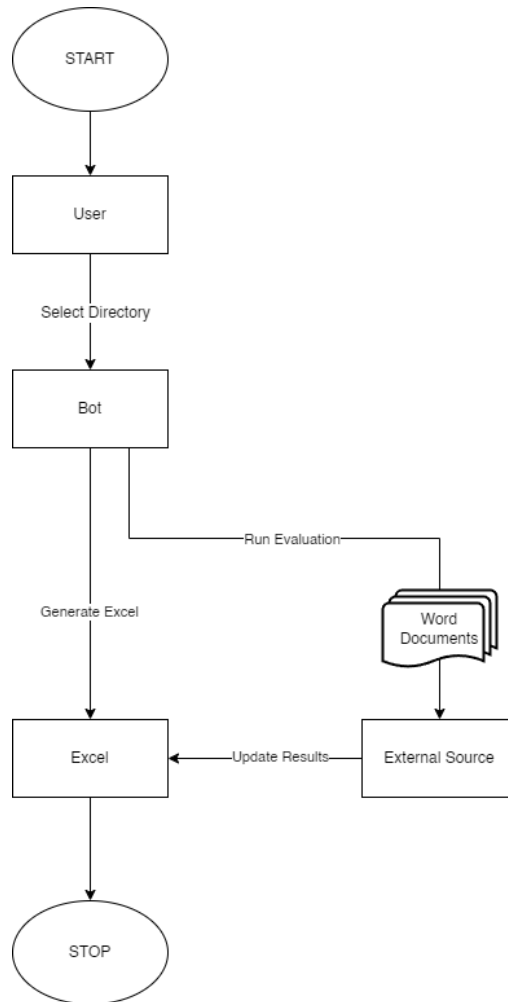 START
User
Select Directory
Bot
Run Evaluation
Generate Excel
Word
Documents
Excel
Update Results
External Source
STOP